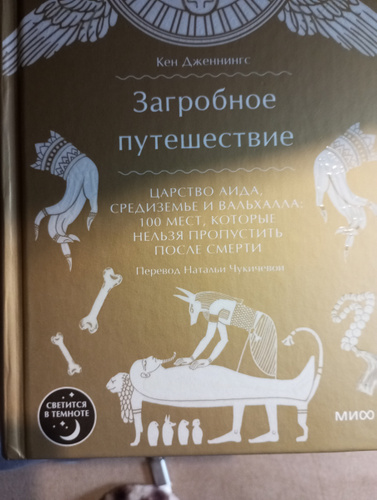 Кен Дженнингс
Загробное
путешествие
ЦАРСТВО АИДА,
СРЕДИЗЕМЬЕ И ВАЛЬХАЛЛА:
100 МЕСТ, КОТОРЫЕ
НЕЛЬЗЯ ПРОПУСТИТЬ
ПОСЛЕ СМЕРТИ
Перевод Натальи Чукичевой
СВЕТИТСЯ
В ТЕМНОТЕ
МИФ